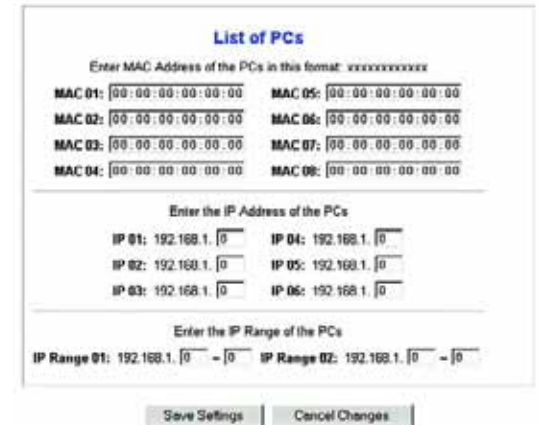 List of PCs
Enter MAC Address of the PCs in this format: xxxxxxxxxxxx
MAC 01: 00:00:00:00:00:00 MAC 05: 00:00:00:00:00:00
MAC 02: 00:00:00:00:00:00 MAC 06: 00:00:00:00:00:00
MAC 03: 00:00:00:00:00:00 MAC 07: 00:00:00:00:00:00
MAC 04: 00:00:00:00:00:00 MAC 08: 00:00:00:00:00:00
Enter the IP Address of the PCs
IP 01: 192.168.1. 0 IP 04: 192.168.1. 0
IP 02: 192.168.1. 0 IP 05: 192.168.1. 0
IP 03: 192.168.1. 0 IP 06: 192.168.1. 0
Enter the IP Range of the PCs
IP Range 01: 192.168.1. 0 ~ 0 IP Range 02: 192.168.1. 0 ~ 0
Save Settings Cancel Changes